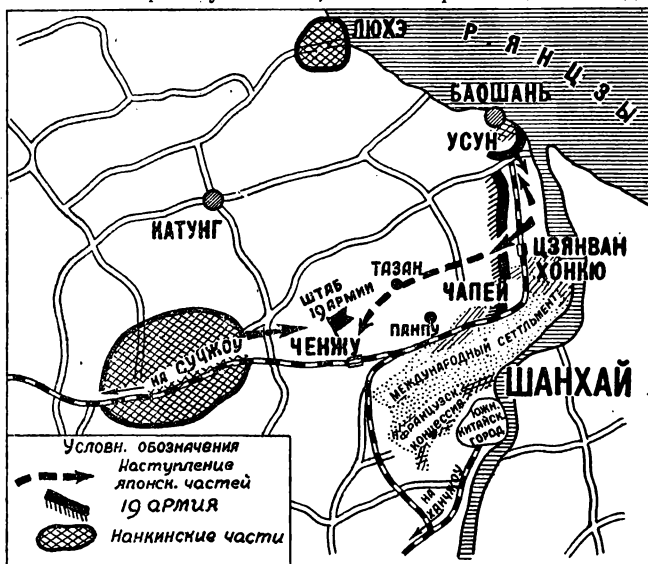 ЛЮХЭ
Р. ЯНЦЗЫ
БАОШАНЬ
УСУН
КАТУНГ
ЦЗЯНВАН
ХОНКЮ
ТАЗАН
ШТАБ
19 АРМИИ
ЧАПЕЙ
ПАНПУ
ЧЕНЖУ
НА СУЧЖОУ
МЕЖДУНАРОДНЫЙ СЕТТЛЬМЕНТ
ШАНХАЙ
ФРАНЦУЗСК.
КОНЦЕССИЯ
ЮЖН.
КИТАЙСК.
ГОРОД
НА
ХАНЧЖОУ
Условн. обозначения
Наступление
японск. частей
19 АРМИЯ
Нанкинские части